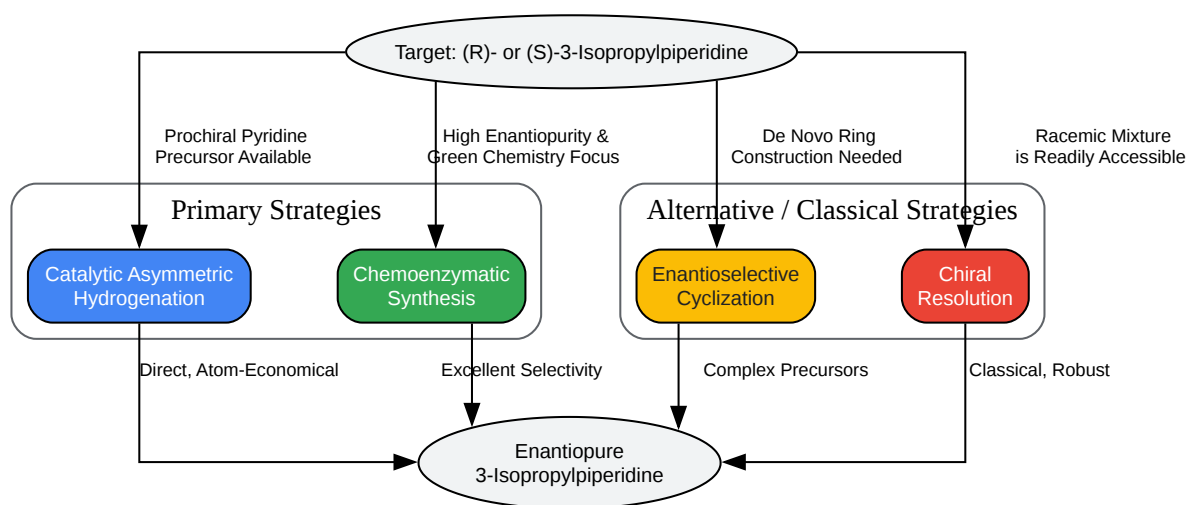 Target: (R)- or (S)-3-Isopropylpiperidine
Prochiral Pyridine
Precursor Available
High Enantiopurity &
Green Chemistry Focus
De Novo Ring
Construction Needed
Racemic Mixture
is Readily Accessible
Primary Strategies
Alternative / Classical Strategies
Catalytic Asymmetric
Hydrogenation
Chemoenzymatic
Synthesis
Enantioselective
Cyclization
Chiral
Resolution
Direct, Atom-Economical
Excellent Selectivity
Complex Precursors
Classical, Robust
Enantiopure
3-Isopropylpiperidine